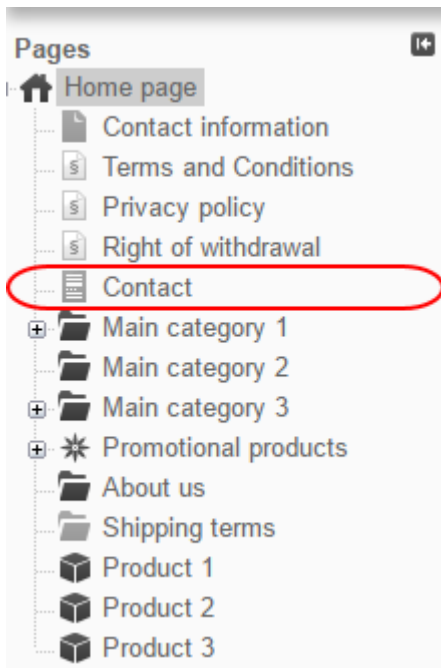 Pages
Home page
Contact information
§ Terms and Conditions
§ Privacy policy
§ Right of withdrawal
Contact
Main category 1
Main category 2
Main category 3
Promotional products
About us
Shipping terms
Product 1
Product 2
Product 3